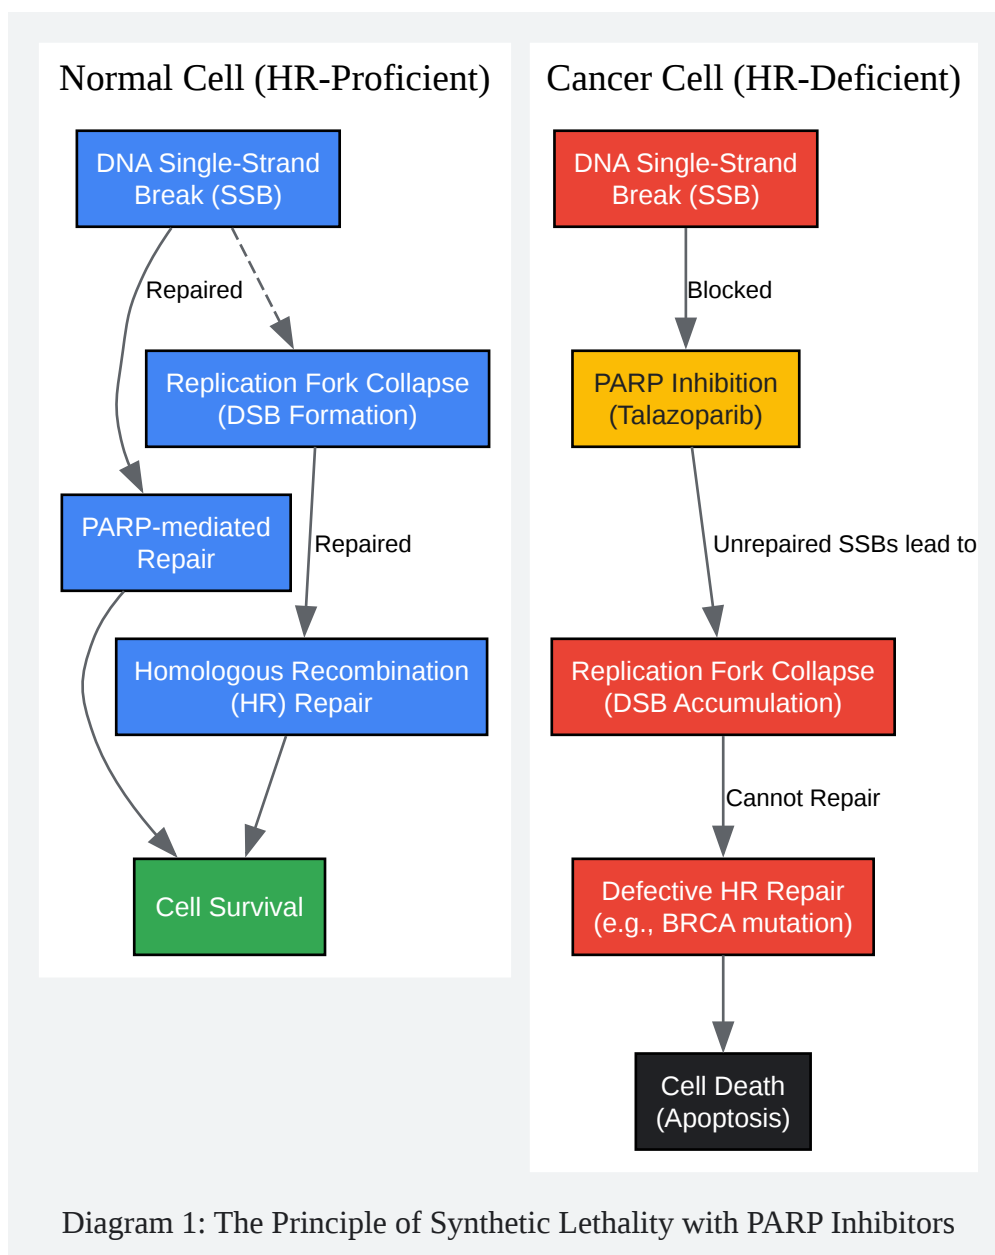 Normal Cell (HR-Proficient)
DNA Single-Strand
Break (SSB)
Repaired
Replication Fork Collapse
(DSB Formation)
PARP-mediated
Repair
Repaired
Homologous Recombination
(HR) Repair
Cell Survival
Cancer Cell (HR-Deficient)
DNA Single-Strand
Break (SSB)
Blocked
PARP Inhibition
(Talazoparib)
Unrepaired SSBs lead to
Replication Fork Collapse
(DSB Accumulation)
Cannot Repair
Defective HR Repair
(e.g., BRCA mutation)
Cell Death
(Apoptosis)
Diagram 1: The Principle of Synthetic Lethality with PARP Inhibitors